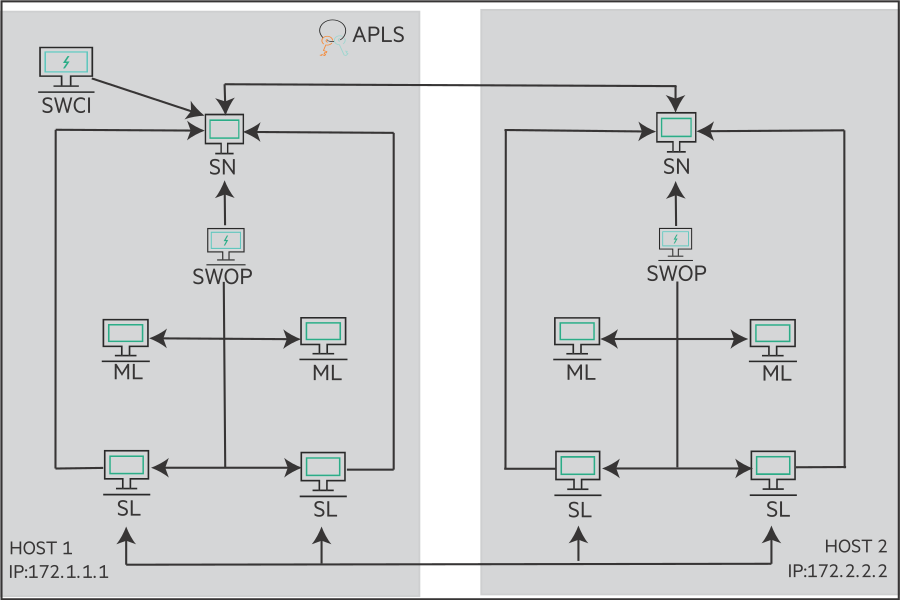 APLS
SWCI
SN
SN
SWOP
SWOP
ML
ML
ML
ML
SL
SL
SL
SL
HOST 1
IP:172.1.1.1
HOST 2
IP:172.2.2.2